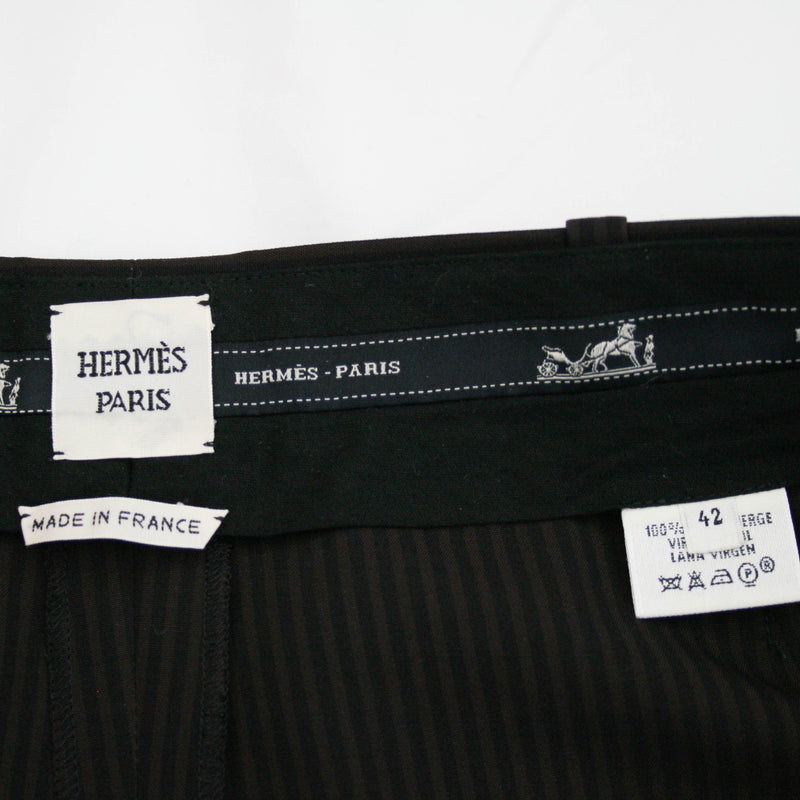 HERMÈS
PARIS
HERMÈS - PARIS
MADE IN FRANCE
42
100%
LANA VIRGEN
P
®